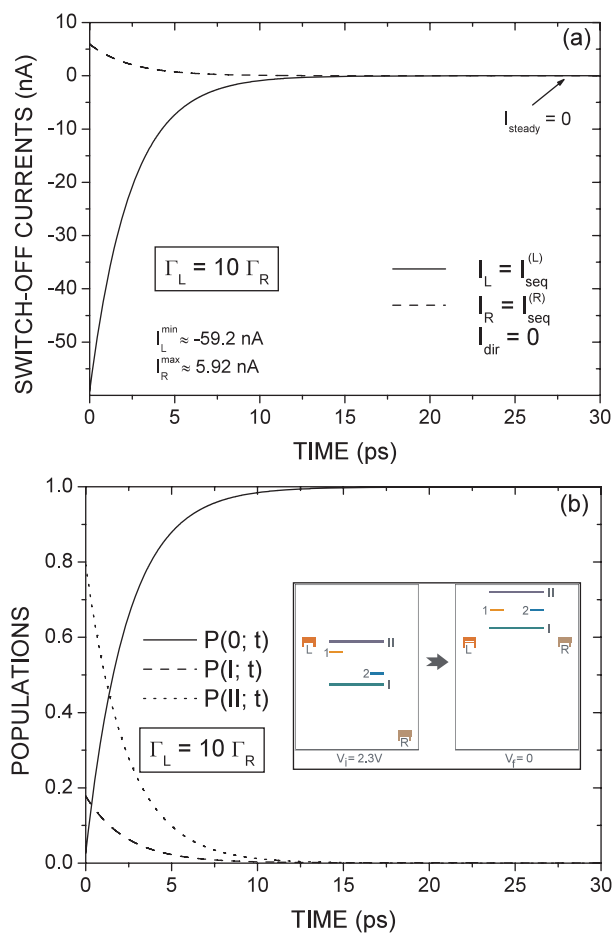 (a)
SWITCH-OFF CURRENTS (nA)
10
0
-10
-20
-30
-40
-50
I_steady = 0
Γ_L = 10 Γ_R
I_L^min ≈ -59.2 nA
I_R^max ≈ 5.92 nA
I_L = I_seq^(L)
I_R = I_seq^(R)
I_dir = 0
0 5 10 15 20 25 30
TIME (ps)
(b)
POPULATIONS
1.0
0.8
0.6
0.4
0.2
0.0
P(0; t)
P(I; t)
P(II; t)
Γ_L = 10 Γ_R
L 1 II
2 I
R
V_i = 2.3V
II
1 2
L I R
V_f = 0
0 5 10 15 20 25 30
TIME (ps)